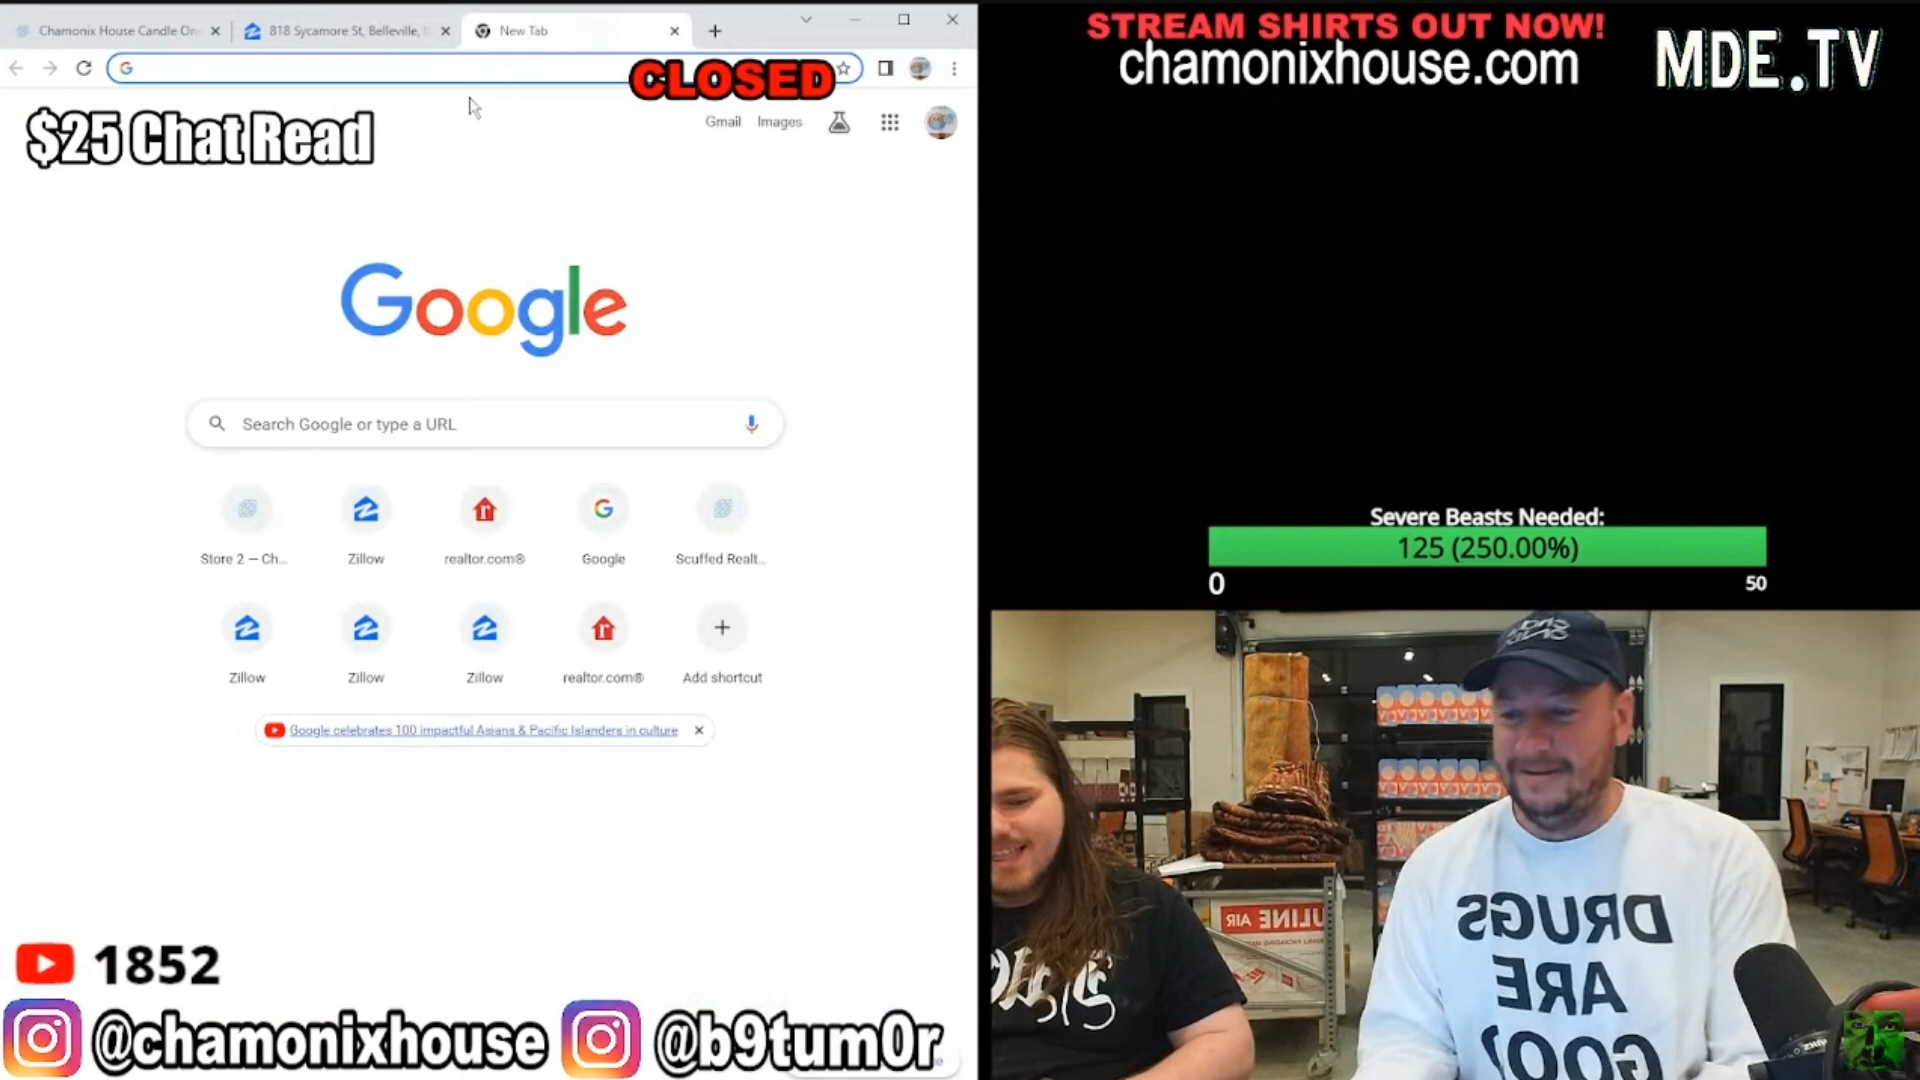 Chamonix House Candle On
818 Sycamore St, Belleville,
New Tab
CLOSED
$25 Chat Read
Gmail
Images
Google
Search Google or type a URL
Store 2 – Ch...
Zillow
realtor.com®
Google
Scuffed Realt...
Zillow
Zillow
Zillow
realtor.com®
Add shortcut
Google celebrates 100 impactful Asians & Pacific Islanders in culture
1852
@chamonixhouse
@b9tum0r
STREAM SHIRTS OUT NOW!
chamonixhouse.com
MDE.TV
Severe Beasts Needed:
125 (250.00%)
0
50
ULINE AIR
DRUGS
ARE
GOOD